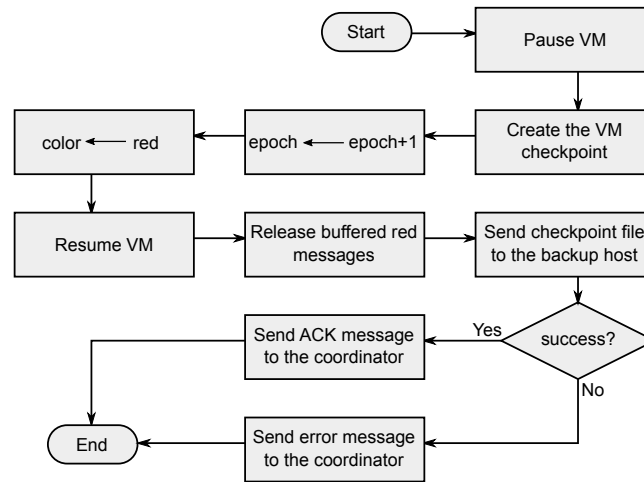 Start
Pause VM
Create the VM
checkpoint
epoch ← epoch+1
color ← red
Resume VM
Release buffered red
messages
Send checkpoint file
to the backup host
success?
Yes
No
Send ACK message
to the coordinator
Send error message
to the coordinator
End